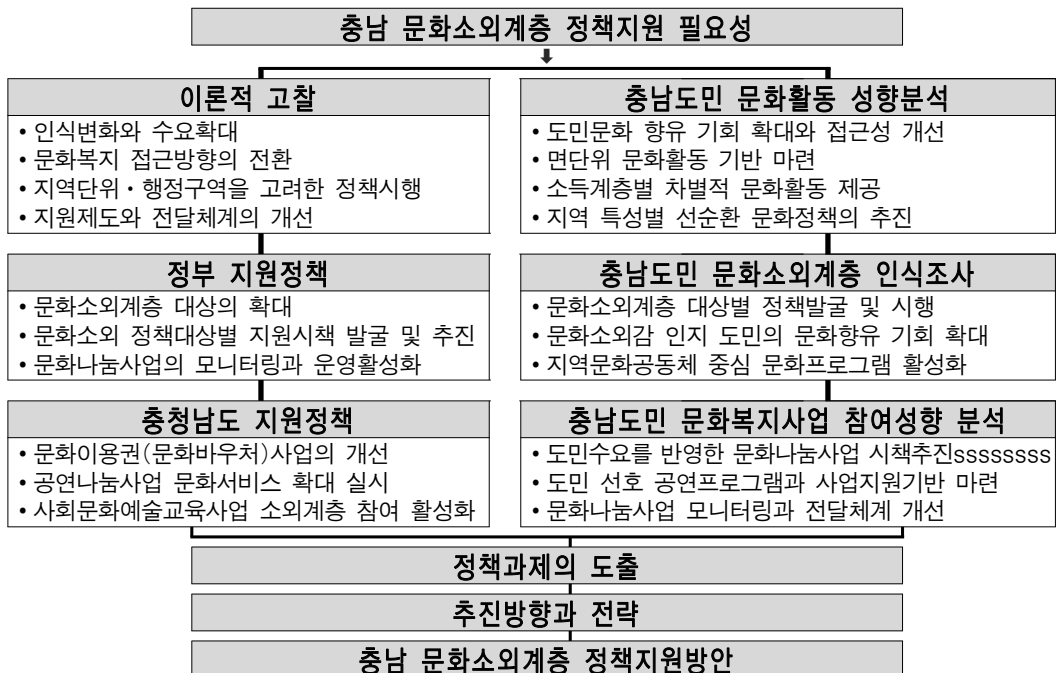 충남 문화소외계층 정책지원 필요성
이론적 고찰
• 인식변화와 수요확대
• 문화복지 접근방향의 전환
• 지역단위・행정구역을 고려한 정책시행
• 지원제도와 전달체계의 개선
정부 지원정책
• 문화소외계층 대상의 확대
• 문화소외 정책대상별 지원시책 발굴 및 추진
• 문화나눔사업의 모니터링과 운영활성화
충청남도 지원정책
• 문화이용권(문화바우처)사업의 개선
• 공연나눔사업 문화서비스 확대 실시
• 사회문화예술교육사업 소외계층 참여 활성화
충남도민 문화활동 성향분석
• 도민문화 향유 기회 확대와 접근성 개선
• 면단위 문화활동 기반 마련
• 소득계층별 차별적 문화활동 제공
• 지역 특성별 선순환 문화정책의 추진
충남도민 문화소외계층 인식조사
• 문화소외계층 대상별 정책발굴 및 시행
• 문화소외감 인지 도민의 문화향유 기회 확대
• 지역문화공동체 중심 문화프로그램 활성화
충남도민 문화복지사업 참여성향 분석
• 도민수요를 반영한 문화나눔사업 시책추진ssssssss
• 도민 선호 공연프로그램과 사업지원기반 마련
• 문화나눔사업 모니터링과 전달체계 개선
정책과제의 도출
추진방향과 전략
충남 문화소외계층 정책지원방안